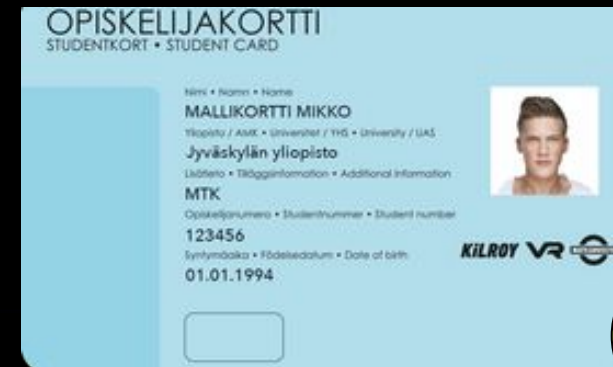 OPISKELIJAKORTTI
STUDENTKORT • STUDENT CARD
Nimi • Namn • Name
MALLIKORTTI MIKKO
Yliopisto / AMK • Universitet / YHS • University / UAS
Jyväskylän yliopisto
Lisätieto • Tilläggsinformation • Additional information
MTK
Opiskelijanumero • Studentnummer • Student number
123456
Syntymäaika • Födelsedatum • Date of birth
01.01.1994
KiLROY VR